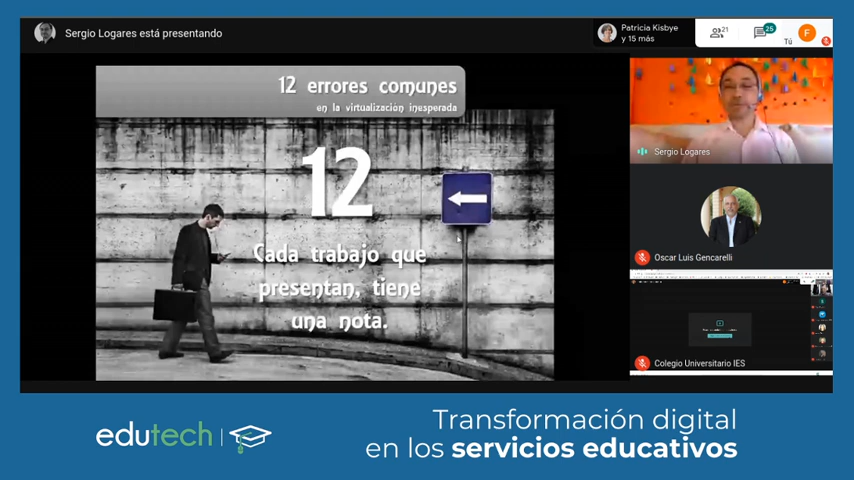 Sergio Logares está presentando
Patricia Kisbye
y 15 más
21
25
Tú
F
12 errores comunes
en la virtualización inesperada
12
Cada trabajo que
presentan, tiene
una nota.
Sergio Logares
Oscar Luis Gencarelli
Colegio Universitario IES
edutech
Transformación digital
en los servicios educativos